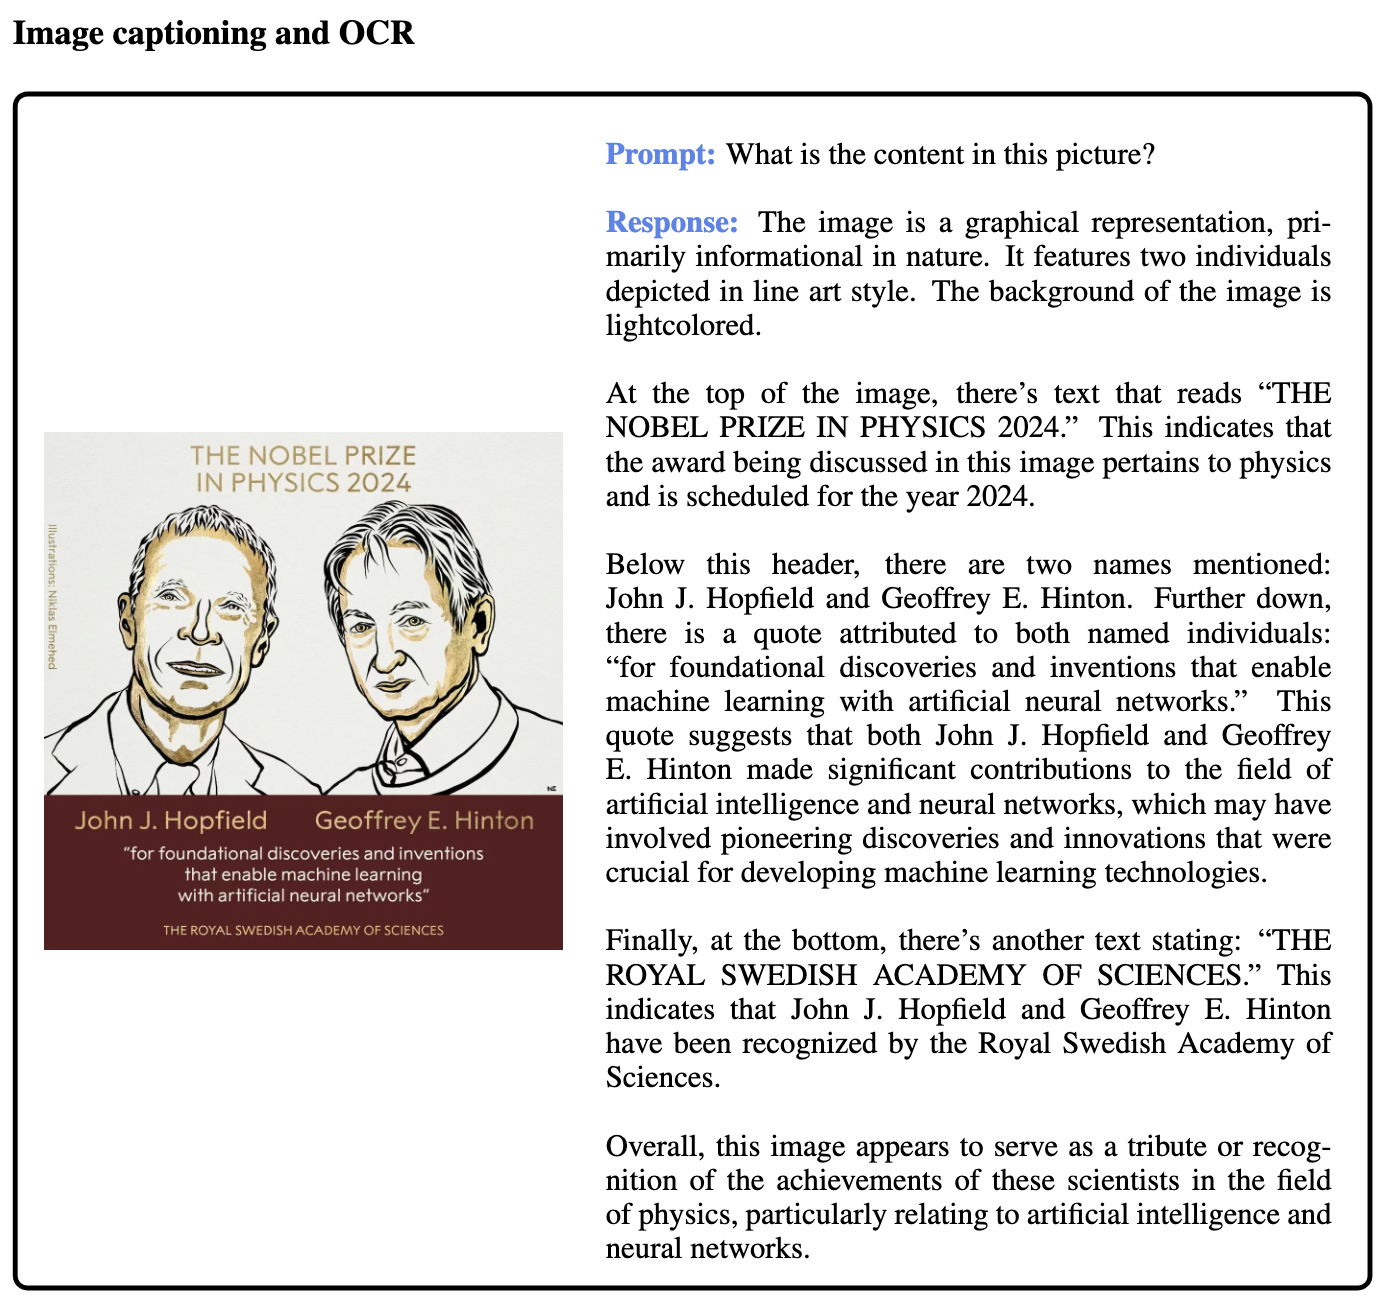 Image captioning and OCR
THE NOBEL PRIZE
IN PHYSICS 2024
Illustrations: Niklas Elmehed
John J. Hopfield Geoffrey E. Hinton
“for foundational discoveries and inventions
that enable machine learning
with artificial neural networks”
THE ROYAL SWEDISH ACADEMY OF SCIENCES
Prompt: What is the content in this picture?
Response: The image is a graphical representation, pri-
marily informational in nature. It features two individuals
depicted in line art style. The background of the image is
lightcolored.
At the top of the image, there’s text that reads “THE
NOBEL PRIZE IN PHYSICS 2024.” This indicates that
the award being discussed in this image pertains to physics
and is scheduled for the year 2024.
Below this header, there are two names mentioned:
John J. Hopfield and Geoffrey E. Hinton. Further down,
there is a quote attributed to both named individuals:
“for foundational discoveries and inventions that enable
machine learning with artificial neural networks.” This
quote suggests that both John J. Hopfield and Geoffrey
E. Hinton made significant contributions to the field of
artificial intelligence and neural networks, which may have
involved pioneering discoveries and innovations that were
crucial for developing machine learning technologies.
Finally, at the bottom, there’s another text stating: “THE
ROYAL SWEDISH ACADEMY OF SCIENCES.” This
indicates that John J. Hopfield and Geoffrey E. Hinton
have been recognized by the Royal Swedish Academy of
Sciences.
Overall, this image appears to serve as a tribute or recog-
nition of the achievements of these scientists in the field
of physics, particularly relating to artificial intelligence and
neural networks.